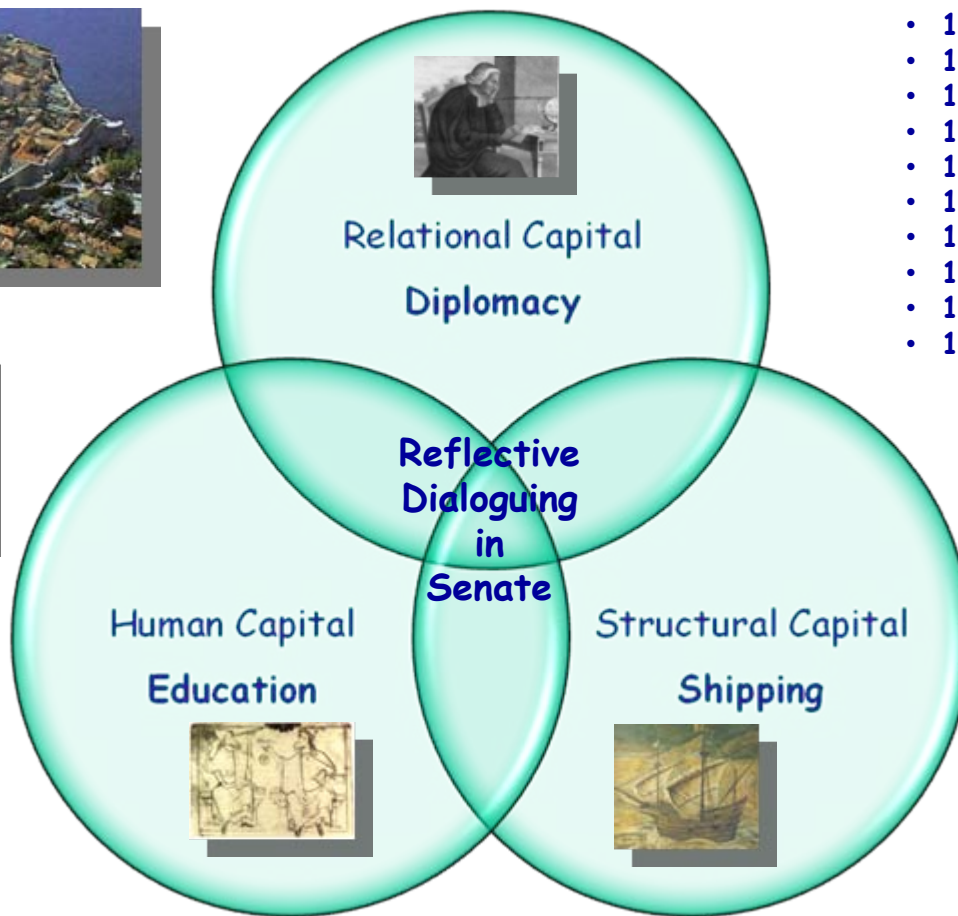 Relational Capital
Diplomacy
Reflective
Dialoguing
in
Senate
Human Capital
Education
Structural Capital
Shipping
• 1
• 1
• 1
• 1
• 1
• 1
• 1
• 1
• 1
• 1